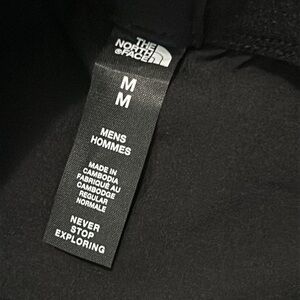 THE
NORTH
FACE
M
M
MENS
HOMMES
MADE IN
CAMBODIA
FABRIQUÉ AU
CAMBODGE
REGULAR
NORMALE
NEVER
STOP
EXPLORING